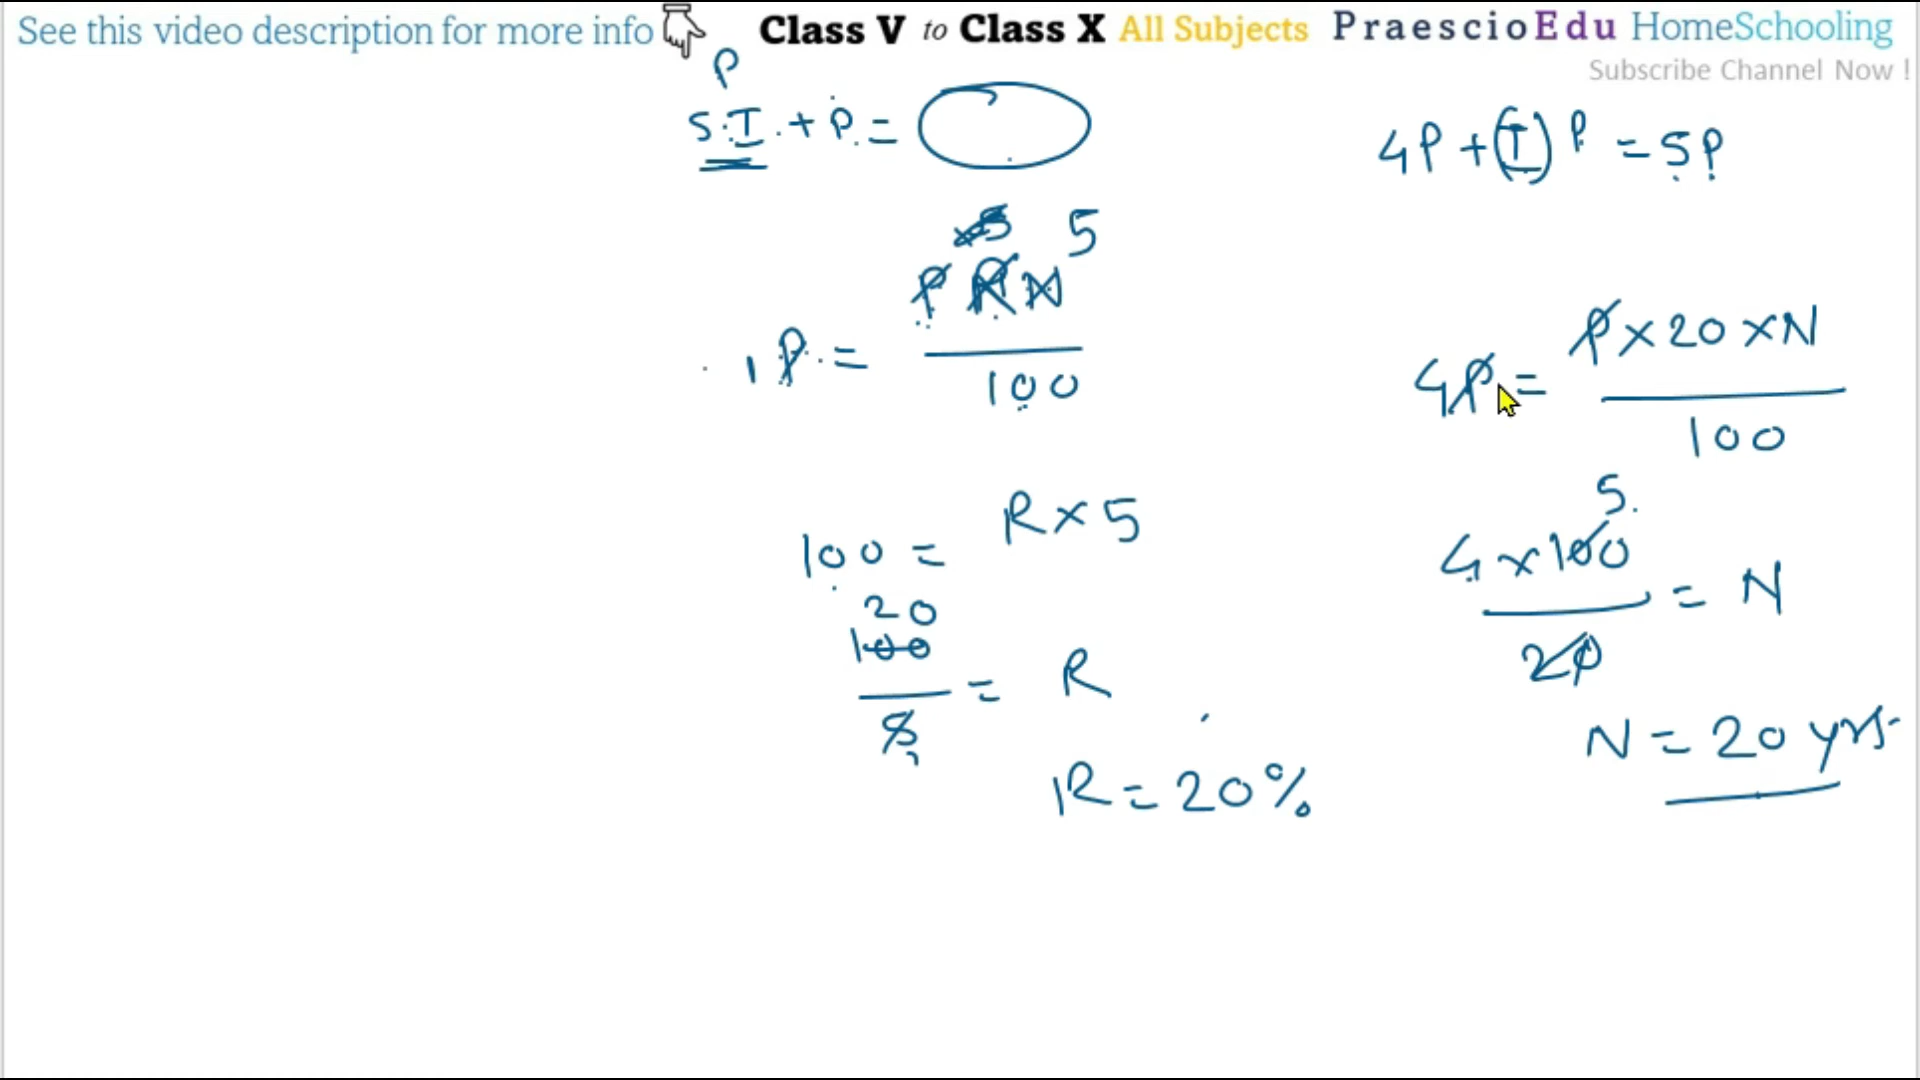 See this video description for more info Class V to Class X All Subjects PraescioEdu HomeSchooling
Subscribe Channel Now !
P
S.I. + P. =
5
P R N
1 P. =
100
100 = R × 5
20
100
= R
5
R = 20%
4P + (I) P = 5P
4P = P × 20 × N
100
5.
4 × 100
= N
20
N = 20 yrs.